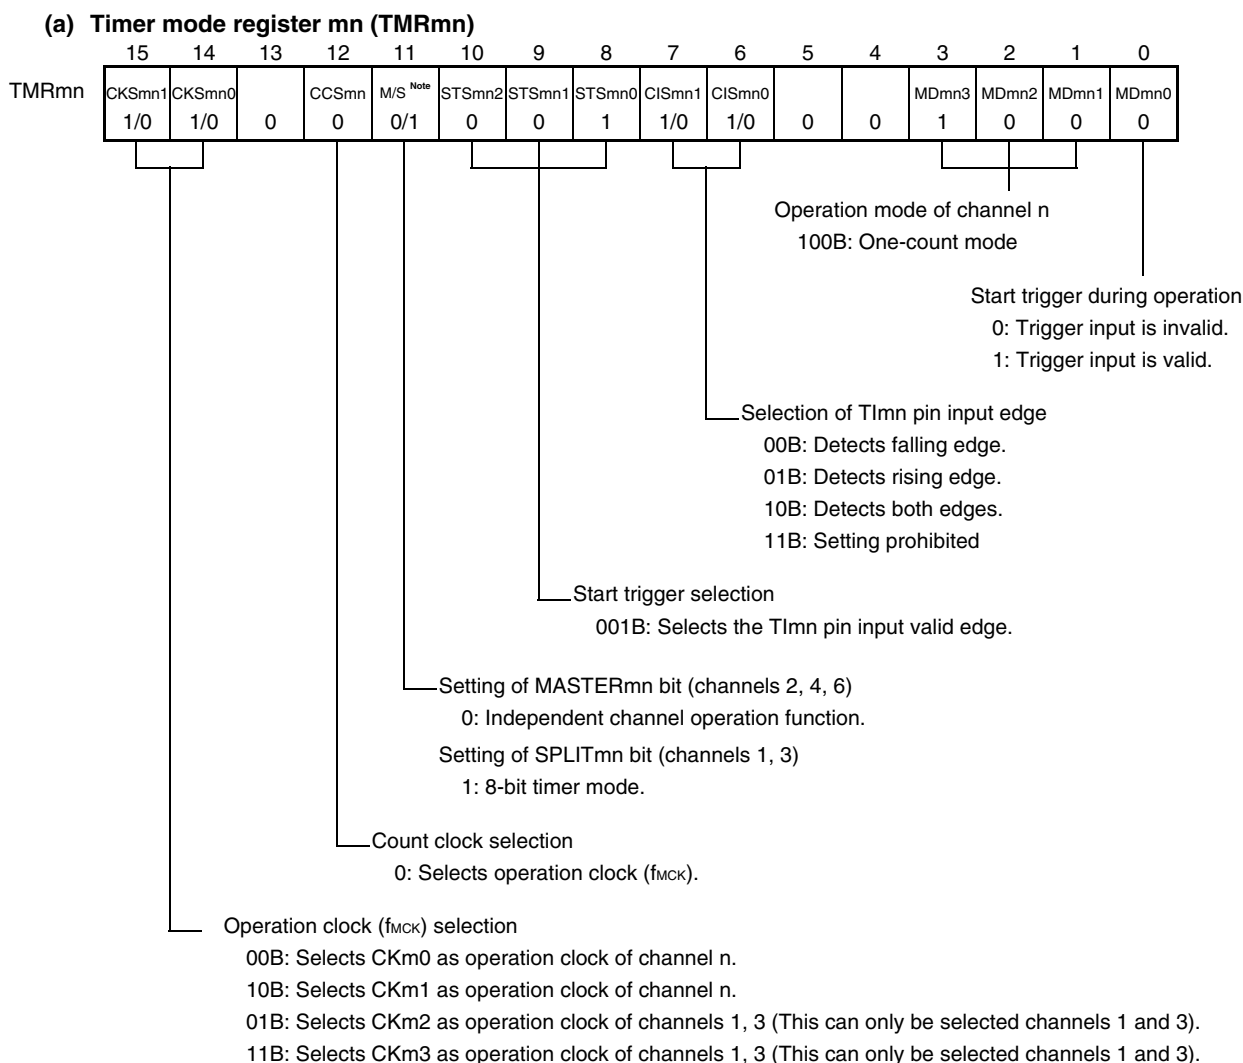 (a) Timer mode register mn (TMRmn)
15 14 13 12 11 10 9 8 7 6 5 4 3 2 1 0
TMRmn CKSmn1 CKSmn0 CCSmn M/S Note STSmn2 STSmn1 STSmn0 CISmn1 CISmn0 MDmn3 MDmn2 MDmn1 MDmn0
1/0 1/0 0 0 0/1 0 0 1 1/0 1/0 0 0 1 0 0 0
Operation mode of channel n
100B: One-count mode
Start trigger during operation
0: Trigger input is invalid.
1: Trigger input is valid.
Selection of TImn pin input edge
00B: Detects falling edge.
01B: Detects rising edge.
10B: Detects both edges.
11B: Setting prohibited
Start trigger selection
001B: Selects the TImn pin input valid edge.
Setting of MASTERmn bit (channels 2, 4, 6)
0: Independent channel operation function.
Setting of SPLITmn bit (channels 1, 3)
1: 8-bit timer mode.
Count clock selection
0: Selects operation clock (fMCK).
Operation clock (fMCK) selection
00B: Selects CKm0 as operation clock of channel n.
10B: Selects CKm1 as operation clock of channel n.
01B: Selects CKm2 as operation clock of channels 1, 3 (This can only be selected channels 1 and 3).
11B: Selects CKm3 as operation clock of channels 1, 3 (This can only be selected channels 1 and 3).